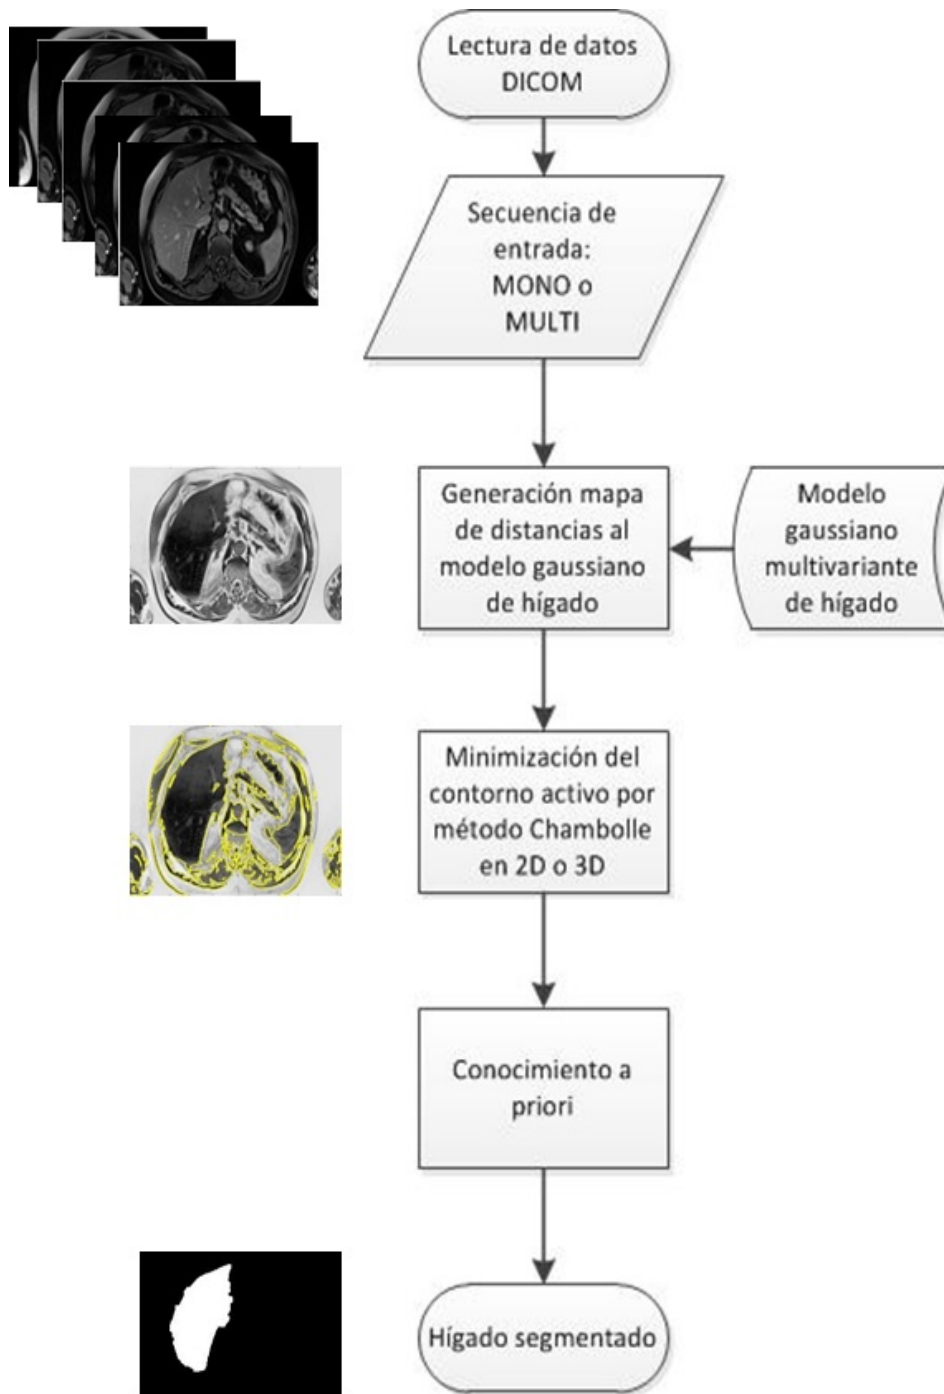 Lectura de datos
DICOM
Secuencia de
entrada:
MONO o
MULTI
Generación mapa
de distancias al
modelo gaussiano
de hígado
Modelo
gaussiano
multivariante
de hígado
Minimización del
contorno activo por
método Chambolle
en 2D o 3D
Conocimiento a
priori
Hígado segmentado